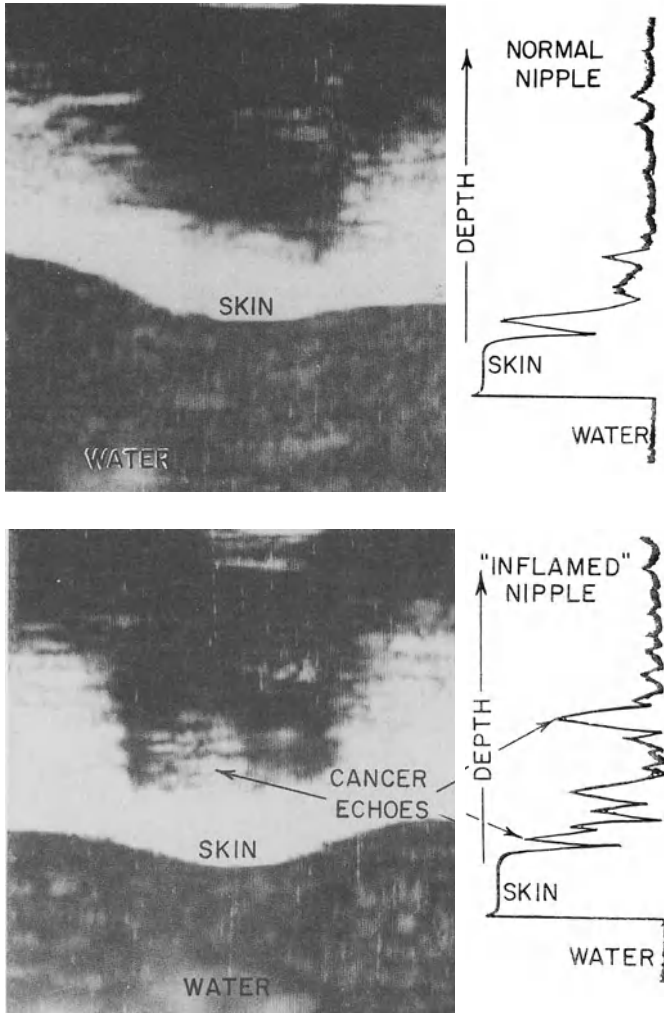 NORMAL
NIPPLE
DEPTH
SKIN
SKIN
WATER
WATER
"INFLAMED"
NIPPLE
DEPTH
CANCER
ECHOES
SKIN
SKIN
WATER
WATER